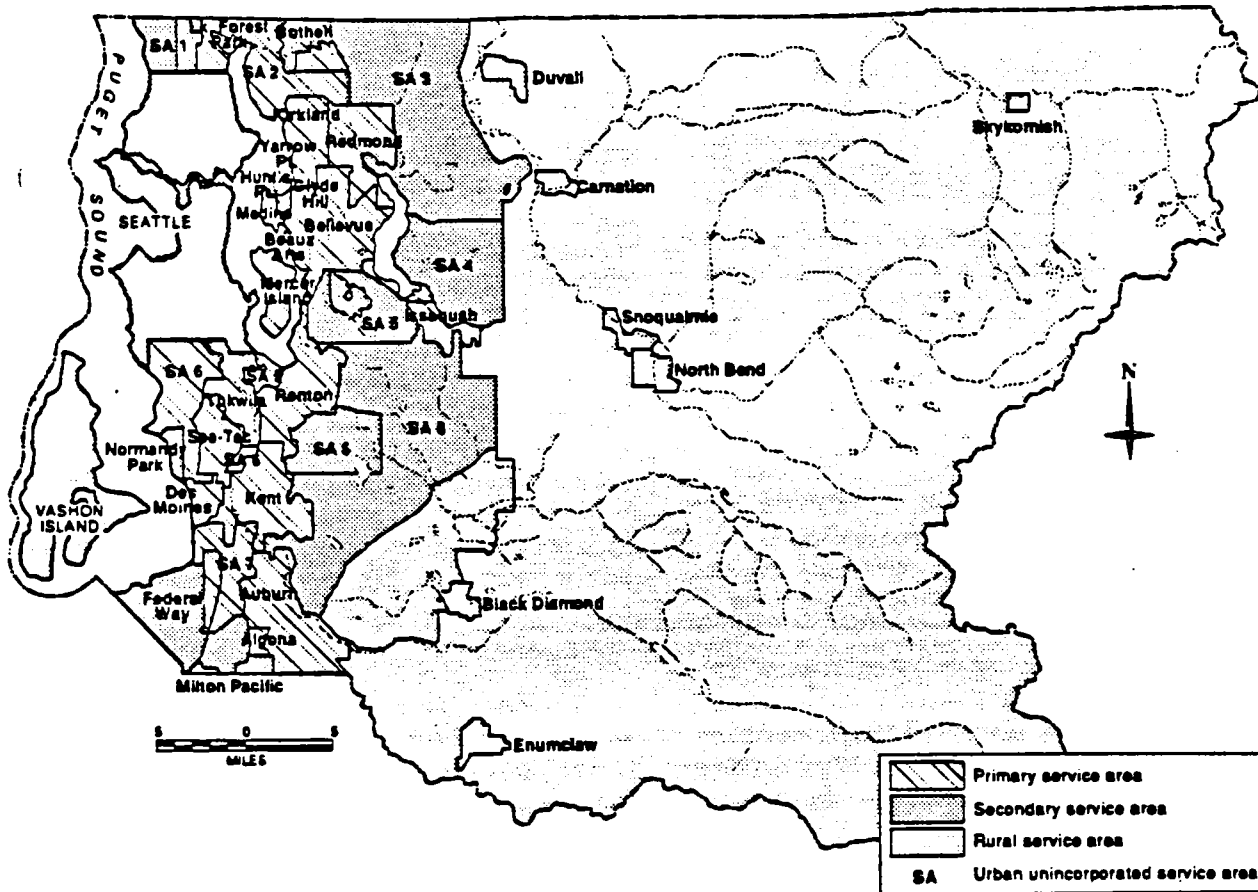 SA 1
Forest
Park
Bothell
SA 2
SA 3
Duvall
PUGET SOUND
Kirkland
Redmond
Skykomish
Yarrow
Pt
Hunts
Pt
Clyde
Hill
Carnation
Medina
SEATTLE
Bellevue
Beaux
Arts
SA 4
Mercer
Island
SA 5
Issaquah
Snoqualmie
North Bend
N
SA 6
Tukwila
Renton
SA 5
Sea-Tac
Normandy
Park
Des
Moines
Kent
VASHON
ISLAND
SA 7
Auburn
Federal
Way
Black Diamond
Algona
Milton Pacific
5 0 5
MILES
Enumclaw
Primary service area
Secondary service area
Rural service area
SA Urban unincorporated service area